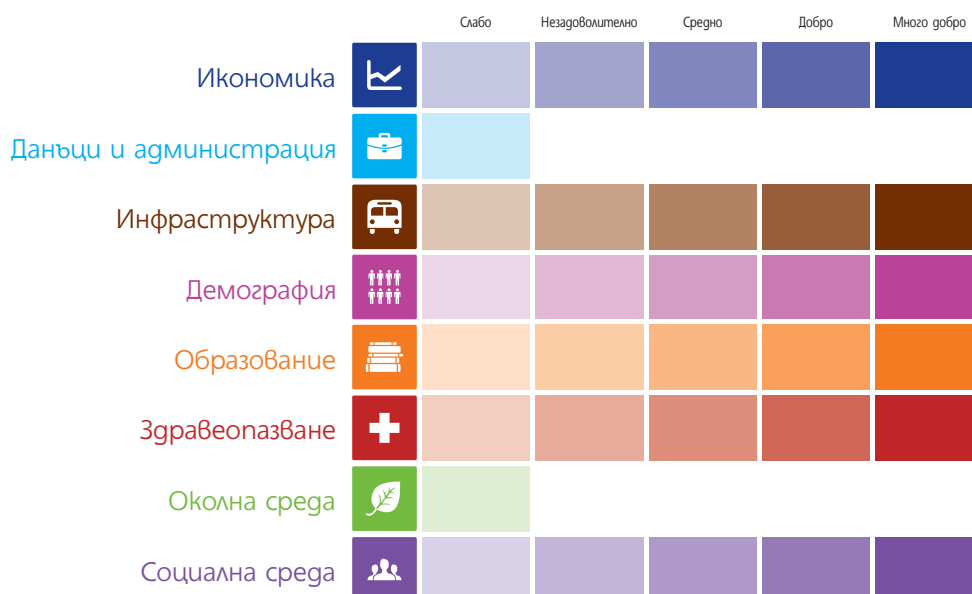 Слабо Незадоволително Средно Добро Много добро
Икономика
Данъци и администрация
Инфраструктура
Демография
Образование
Здравеопазване
Околна среда
Социална среда